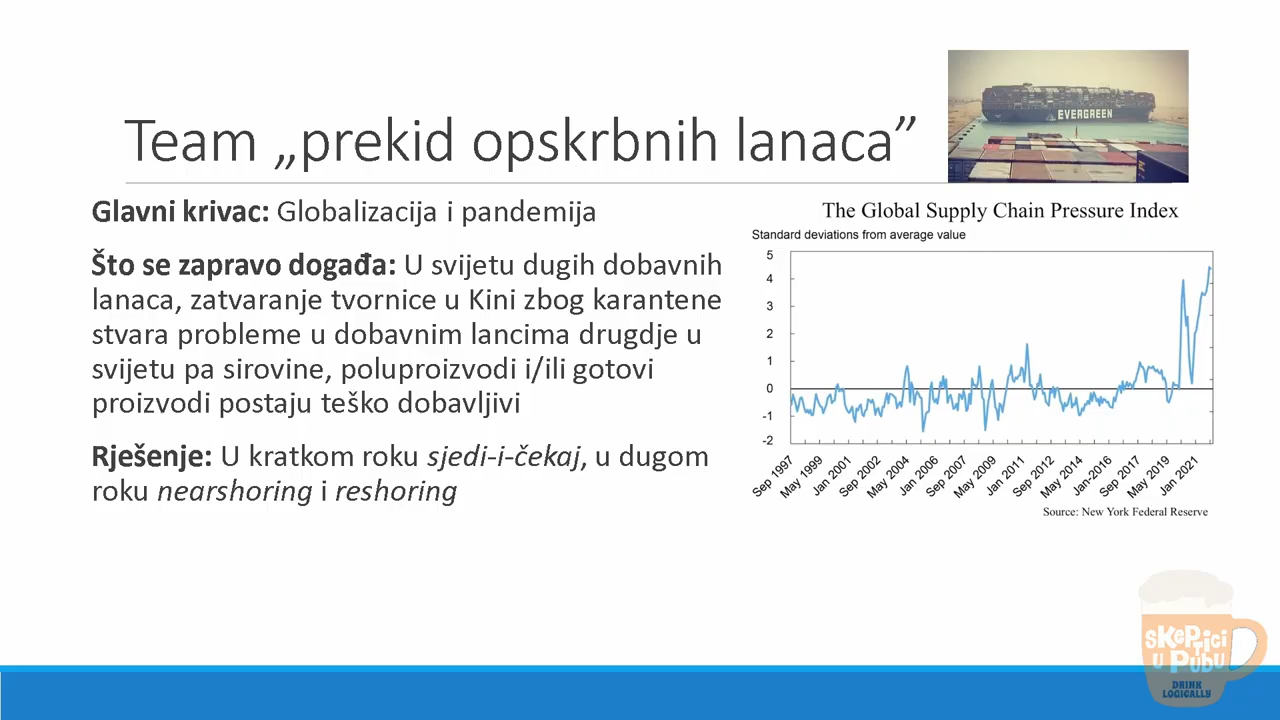 Team „prekid opskrbnih lanaca”
EVERGREEN
Glavni krivac: Globalizacija i pandemija
Što se zapravo događa: U svijetu dugih dobavnih
lanaca, zatvaranje tvornice u Kini zbog karantene
stvara probleme u dobavnim lancima drugdje u
svijetu pa sirovine, poluproizvodi i/ili gotovi
proizvodi postaju teško dobavljivi
Rješenje: U kratkom roku sjedi-i-čekaj, u dugom
roku nearshoring i reshoring
The Global Supply Chain Pressure Index
Standard deviations from average value
5
4
3
2
1
0
-1
-2
Sep 1997
May 1999
Jan 2001
Sep 2002
May 2004
Jan 2006
Sep 2007
May 2009
Jan 2011
Sep 2012
May 2014
Jan-2016
Sep 2017
May 2019
Jan 2021
Source: New York Federal Reserve
SKEPTICI
U PUBU
DRINK
LOGICALLY